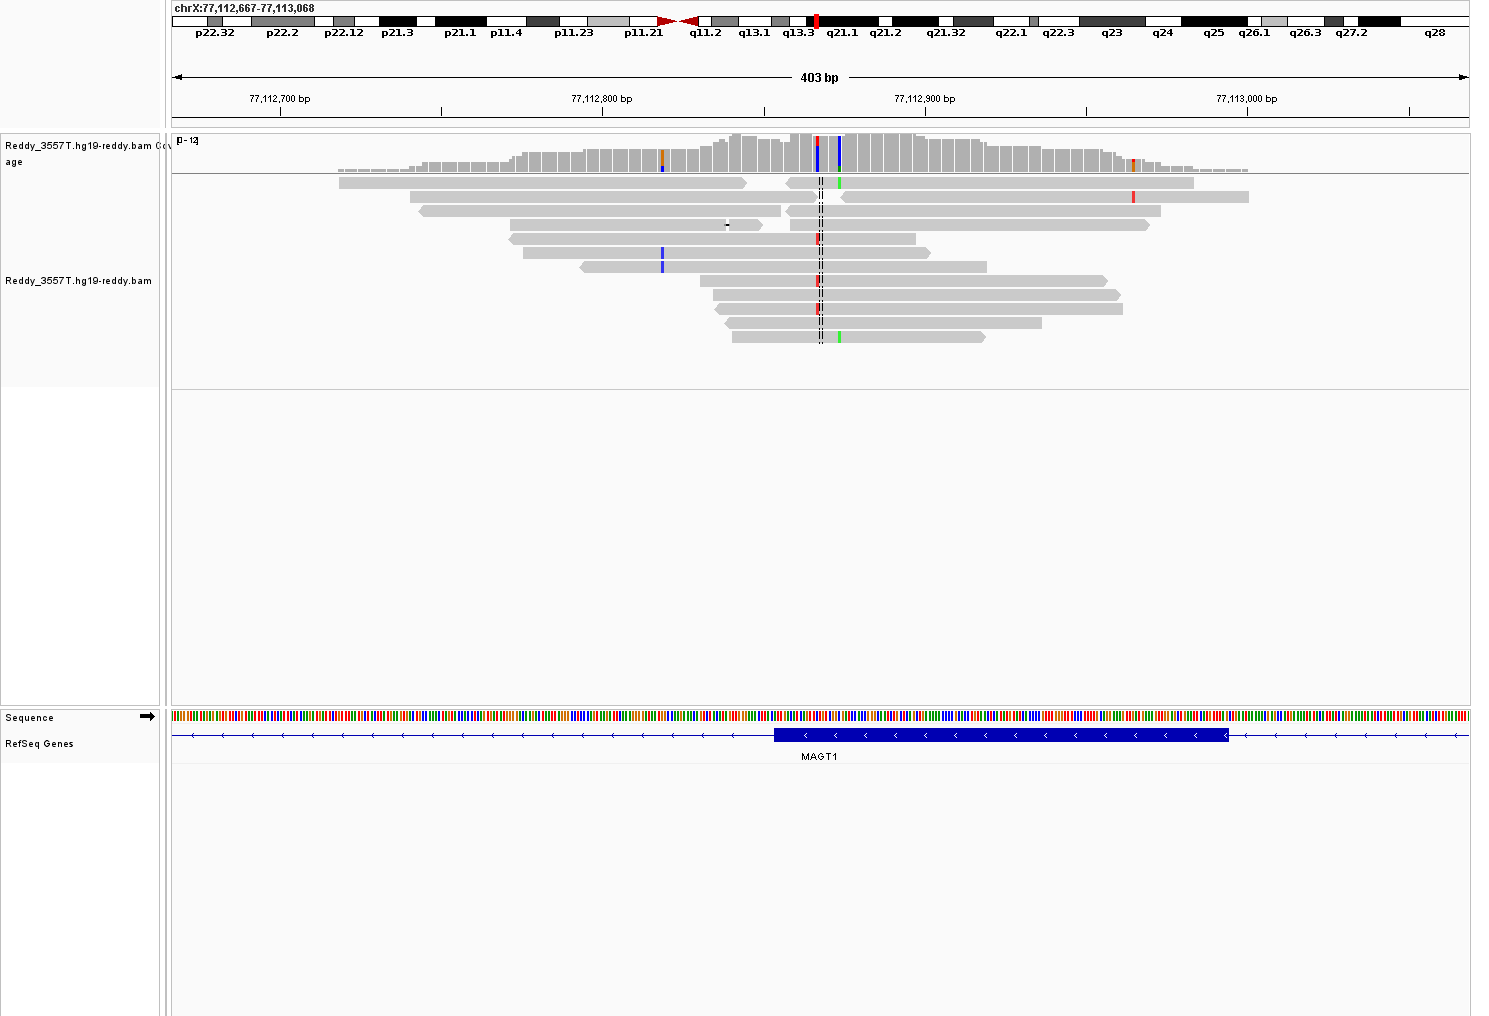 chrX:77,112,667-77,113,068
p22.32 p22.2 p22.12 p21.3 p21.1 p11.4 p11.23 p11.21 q11.2 q13.1 q13.3 q21.1 q21.2 q21.32 q22.1 q22.3 q23 q24 q25 q26.1 q26.3 q27.2 q28
403 bp
77,112,700 bp 77,112,800 bp 77,112,900 bp 77,113,000 bp
Reddy_3557T.hg19-reddy.bam Cov
age
[0 - 12]
Reddy_3557T.hg19-reddy.bam
Sequence
RefSeq Genes
MAGT1